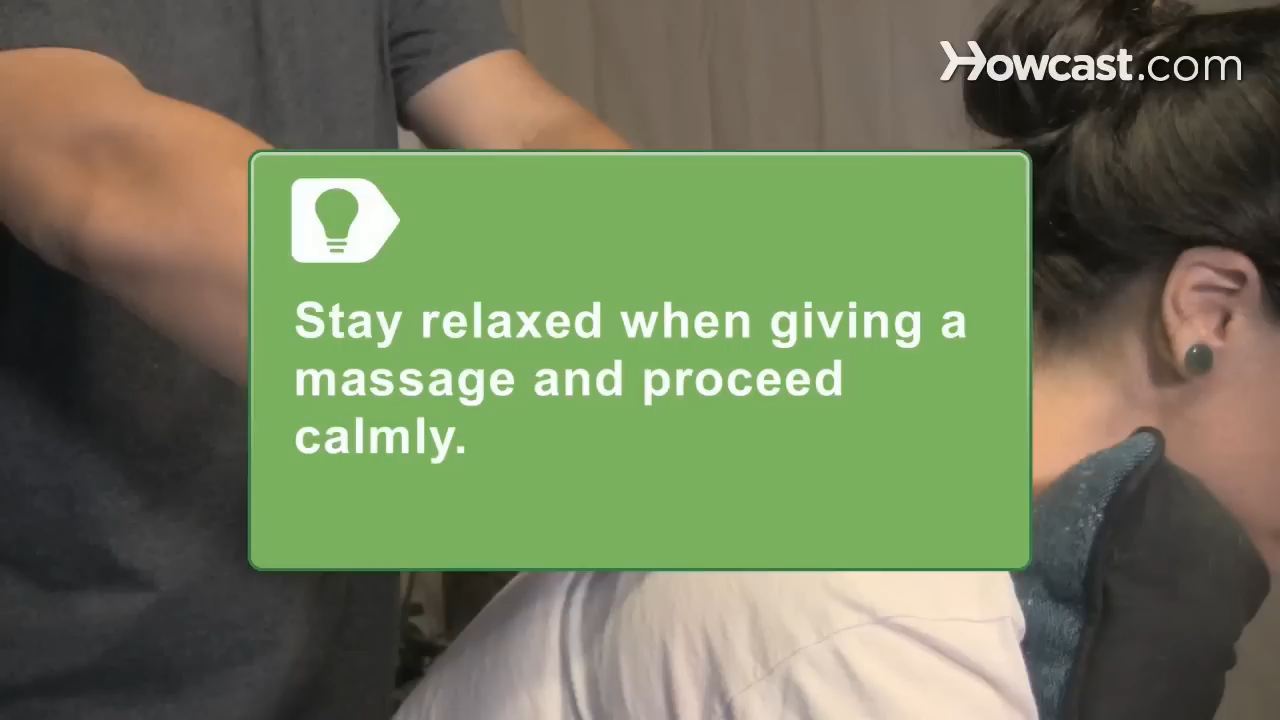 Howcast.com
Stay relaxed when giving a
massage and proceed
calmly.